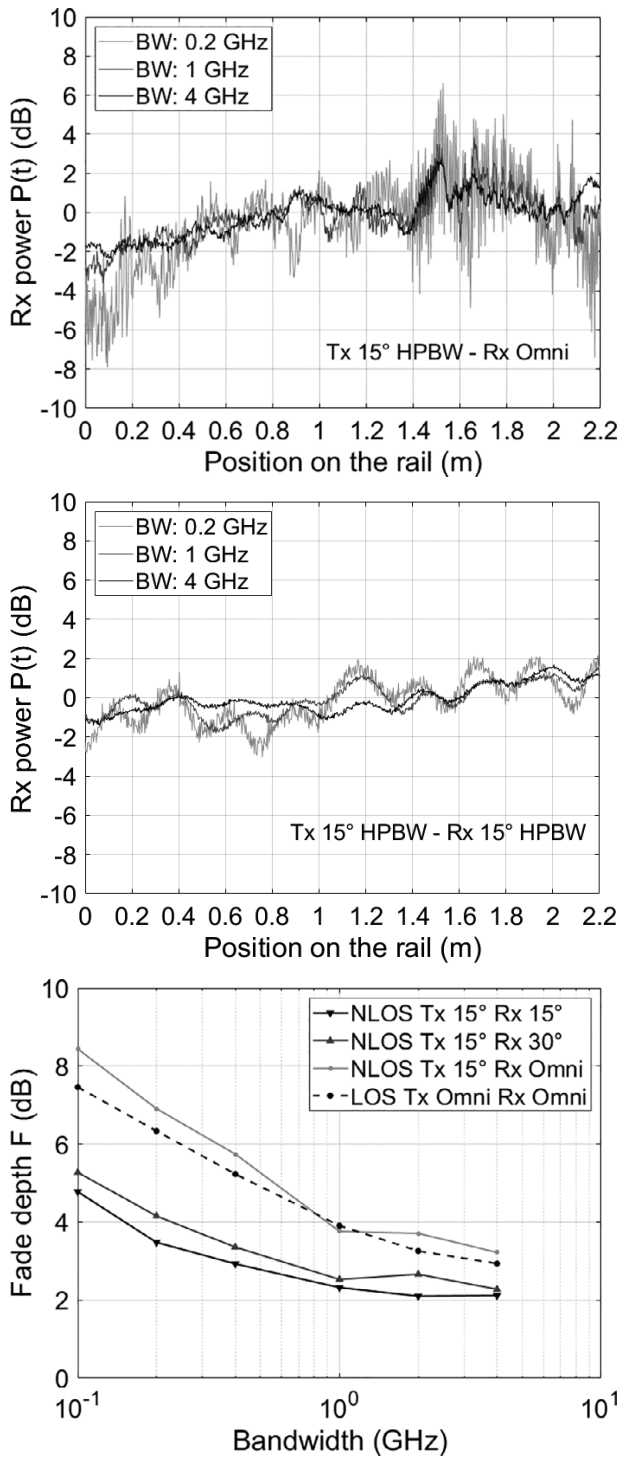 10
8
6
4
2
0
-2
-4
-6
-8
-10
Rx power P(t) (dB)
BW: 0.2 GHz
BW: 1 GHz
BW: 4 GHz
Tx 15° HPBW - Rx Omni
0 0.2 0.4 0.6 0.8 1 1.2 1.4 1.6 1.8 2 2.2
Position on the rail (m)
10
8
6
4
2
0
-2
-4
-6
-8
-10
Rx power P(t) (dB)
BW: 0.2 GHz
BW: 1 GHz
BW: 4 GHz
Tx 15° HPBW - Rx 15° HPBW
0 0.2 0.4 0.6 0.8 1 1.2 1.4 1.6 1.8 2 2.2
Position on the rail (m)
10
8
6
4
2
0
Fade depth F (dB)
NLOS Tx 15° Rx 15°
NLOS Tx 15° Rx 30°
NLOS Tx 15° Rx Omni
LOS Tx Omni Rx Omni
10⁻¹ 10⁰ 10¹
Bandwidth (GHz)